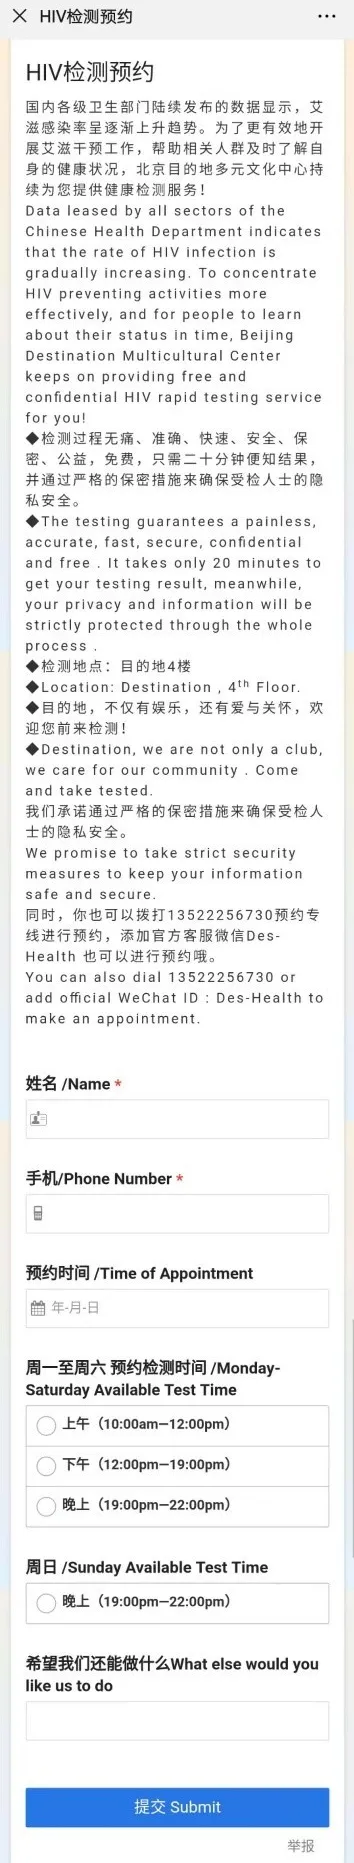 HIV检测预约
HIV检测预约
国内各级卫生部门陆续发布的数据显示，艾
滋感染率呈逐渐上升趋势。为了更有效地开
展艾滋干预工作，帮助相关人群及时了解自
身的健康状况，北京目的地多元文化中心持
续为您提供健康检测服务！
Data leased by all sectors of the
Chinese Health Department indicates
that the rate of HIV infection is
gradually increasing. To concentrate
HIV preventing activities more
effectively, and for people to learn
about their status in time, Beijing
Destination Multicultural Center
keeps on providing free and
confidential HIV rapid testing service
for you!
◆检测过程无痛、准确、快速、安全、保
密、公益，免费，只需二十分钟便知结果，
并通过严格的保密措施来确保受检人士的隐
私安全。
◆The testing guarantees a painless,
accurate, fast, secure, confidential
and free . It takes only 20 minutes to
get your testing result, meanwhile,
your privacy and information will be
strictly protected through the whole
process .
◆检测地点：目的地4楼
◆Location: Destination , 4th Floor.
◆目的地，不仅有娱乐，还有爱与关怀，欢
迎您前来检测！
◆Destination, we are not only a club,
we care for our community . Come
and take tested.
我们承诺通过严格的保密措施来确保受检人
士的隐私安全。
We promise to take strict security
measures to keep your information
safe and secure.
同时，你也可以拨打13522256730预约专
线进行预约，添加官方客服微信Des-
Health 也可以进行预约哦。
You can also dial 13522256730 or
add official WeChat ID : Des-Health to
make an appointment.
姓名 /Name *
手机/Phone Number *
预约时间 /Time of Appointment
年-月-日
周一至周六 预约检测时间 /Monday-
Saturday Available Test Time
上午（10:00am—12:00pm）
下午（12:00pm—19:00pm）
晚上（19:00pm—22:00pm）
周日 /Sunday Available Test Time
晚上（19:00pm—22:00pm）
希望我们还能做什么What else would you
like us to do
提交 Submit
举报